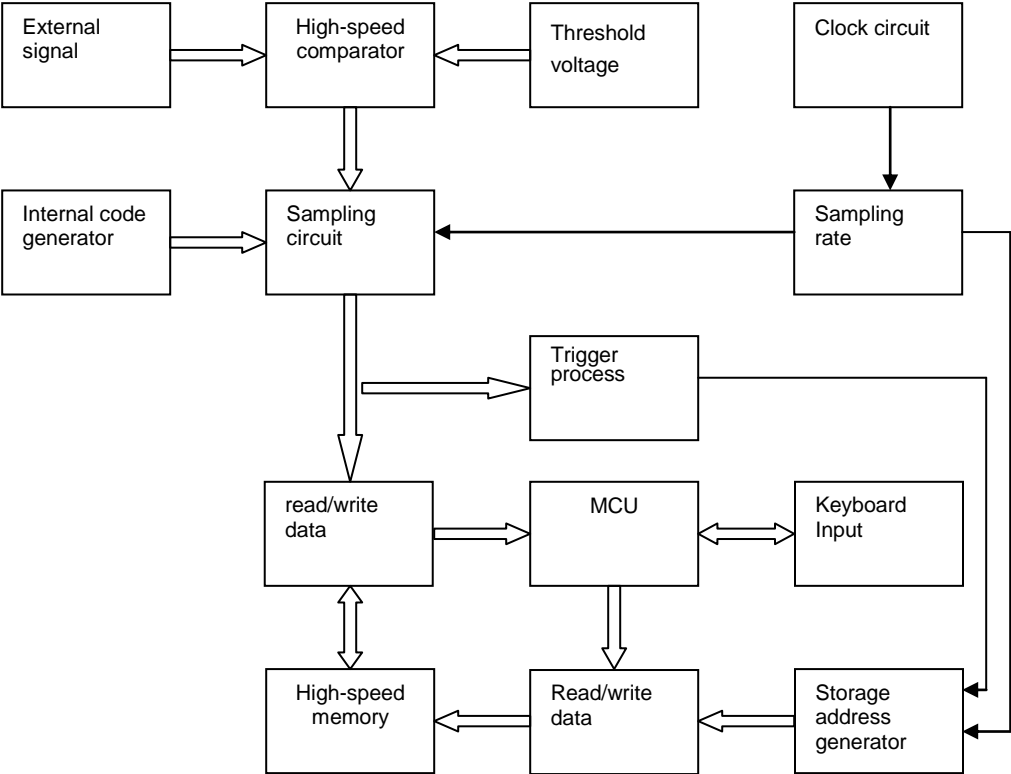 External
signal
High-speed
comparator
Threshold
voltage
Clock circuit
Internal code
generator
Sampling
circuit
Sampling
rate
Trigger
process
read/write
data
MCU
Keyboard
Input
High-speed
memory
Read/write
data
Storage
address
generator